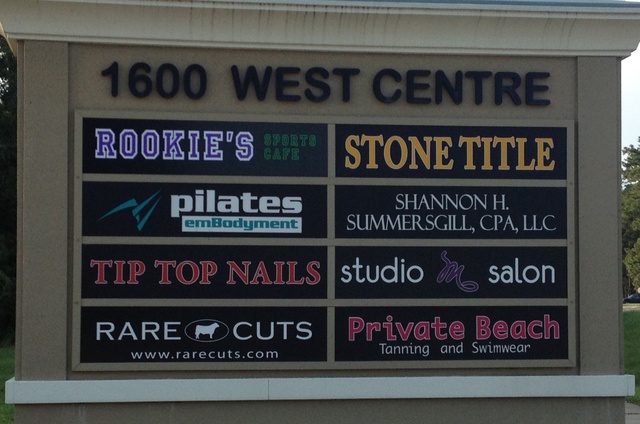 1600 WEST CENTRE
ROOKIE'S SPORTS CAFE
STONE TITLE
pilates
emBodyment
SHANNON H.
SUMMERSGILL, CPA, LLC
TIP TOP NAILS
studio m salon
RARE CUTS
www.rarecuts.com
Private Beach
Tanning and Swimwear